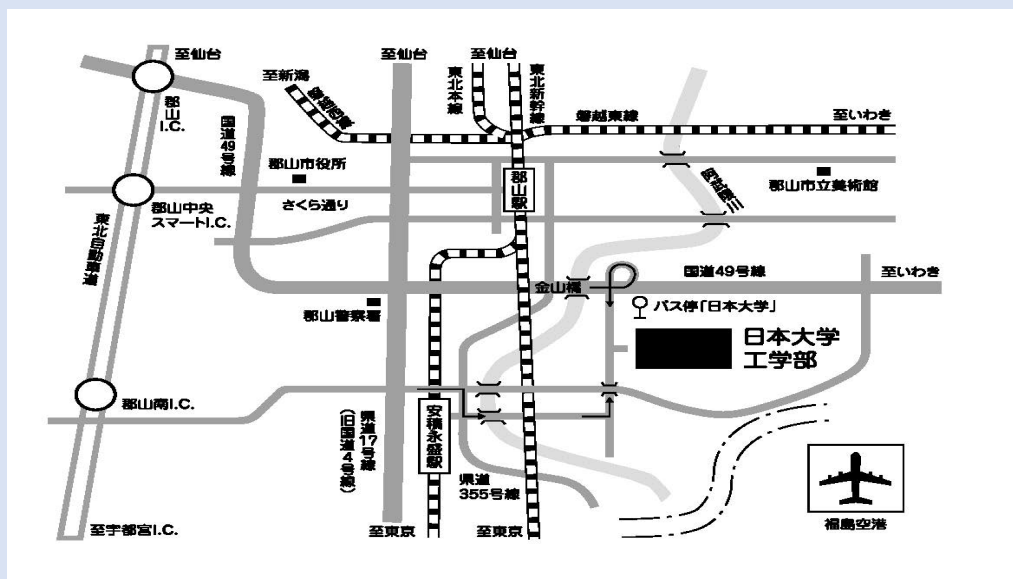 至仙台
至仙台
至仙台
至新潟
東北本線
東北新幹線
磐越西線
磐越東線
至いわき
郡山
I.C.
国道49号線
郡山市役所
さくら通り
郡山駅
郡山市立美術館
郡山中央
スマートI.C.
東北自動車道
金山橋
国道49号線
至いわき
バス停「日本大学」
郡山警察署
日本大学
工学部
郡山南I.C.
県道17号線
(旧国道4号線)
安積永盛駅
県道
355号線
至宇都宮I.C.
至東京
至東京
福島空港